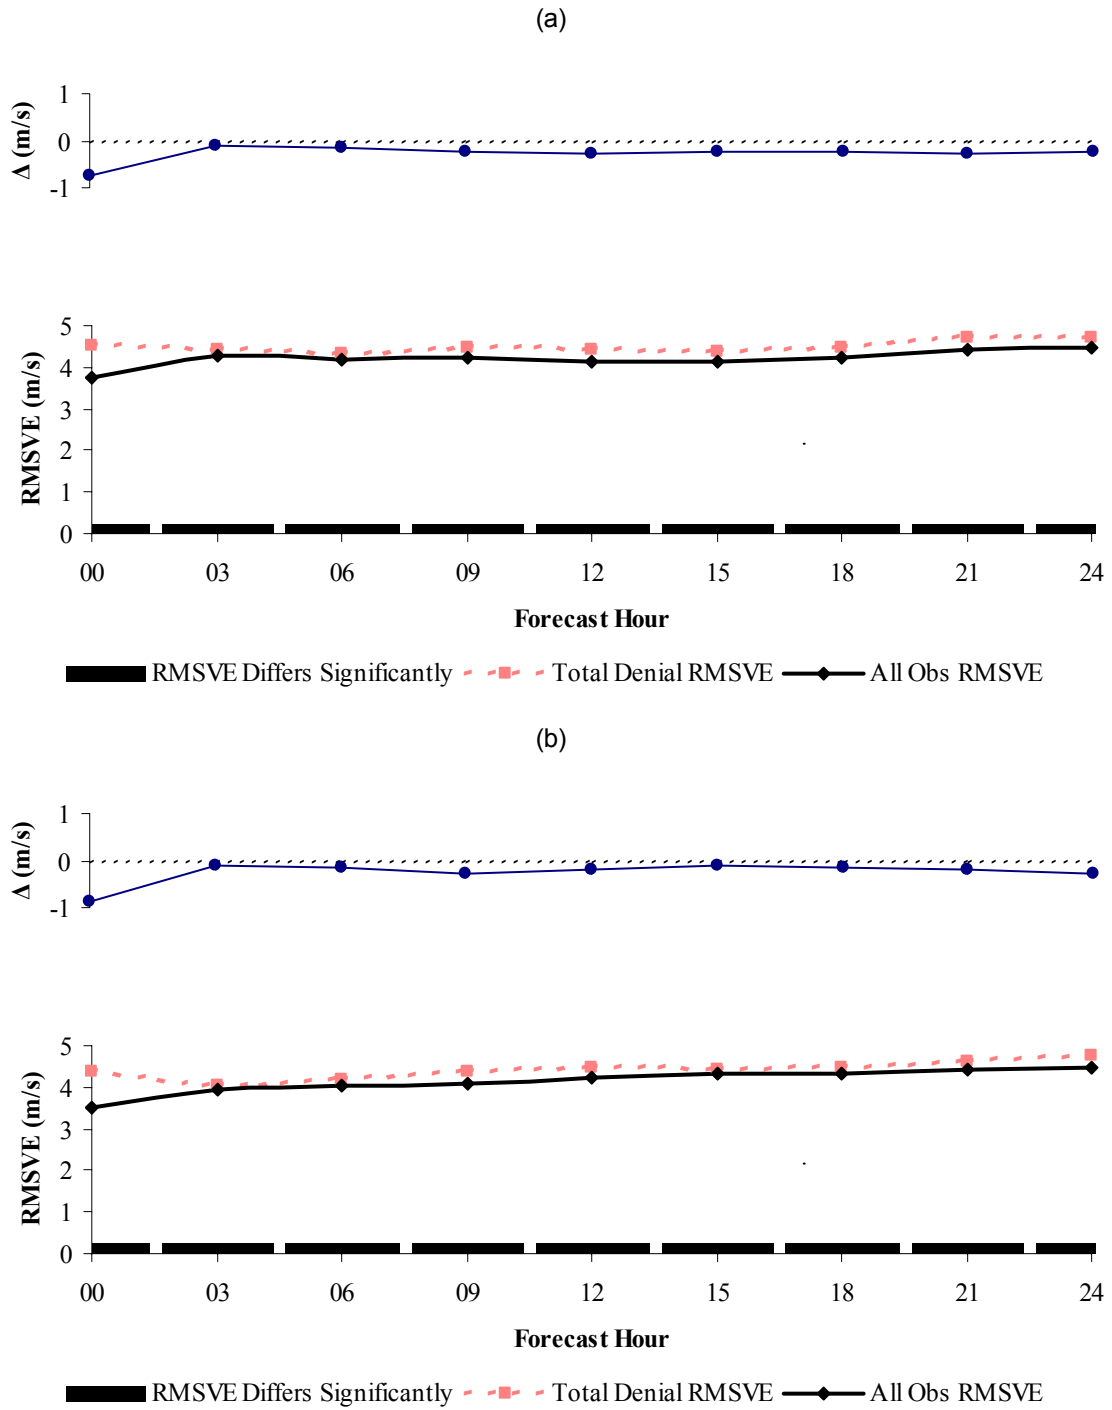 (a)
1
0
-1
Δ (m/s)
5
4
3
2
1
0
RMSVE (m/s)
00 03 06 09 12 15 18 21 24
Forecast Hour
RMSVE Differs Significantly Total Denial RMSVE All Obs RMSVE
(b)
1
0
-1
Δ (m/s)
5
4
3
2
1
0
RMSVE (m/s)
00 03 06 09 12 15 18 21 24
Forecast Hour
RMSVE Differs Significantly Total Denial RMSVE All Obs RMSVE